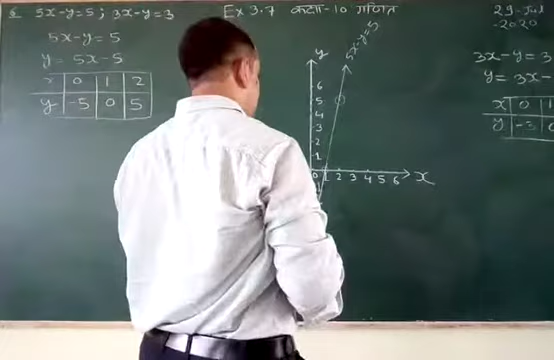 5x-y=5 ; 3x-y=3 Ex 3.7 कक्षा-10 गणित 29-Jul
-2020
5x-y=5
y=5x-5
x 0 1 2
y -5 0 5
y
5x-y=5
6
5
4
3
2
1
0 1 2 3 4 5 6 x
3x-y=3
y=3x-
x 0 1
y -3 0